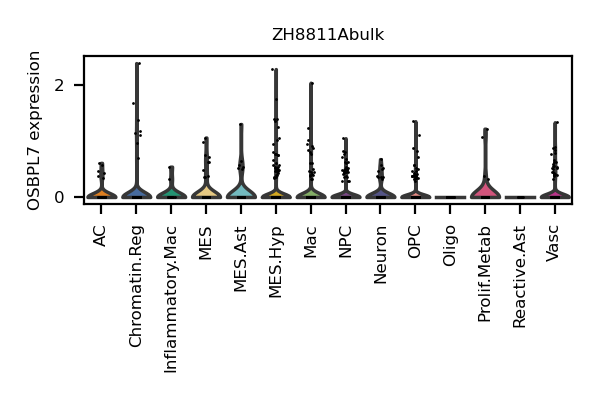 ZH8811Abulk
OSBPL7 expression
2
0
AC
Chromatin.Reg
Inflammatory.Mac
MES
MES.Ast
MES.Hyp
Mac
NPC
Neuron
OPC
Oligo
Prolif.Metab
Reactive.Ast
Vasc